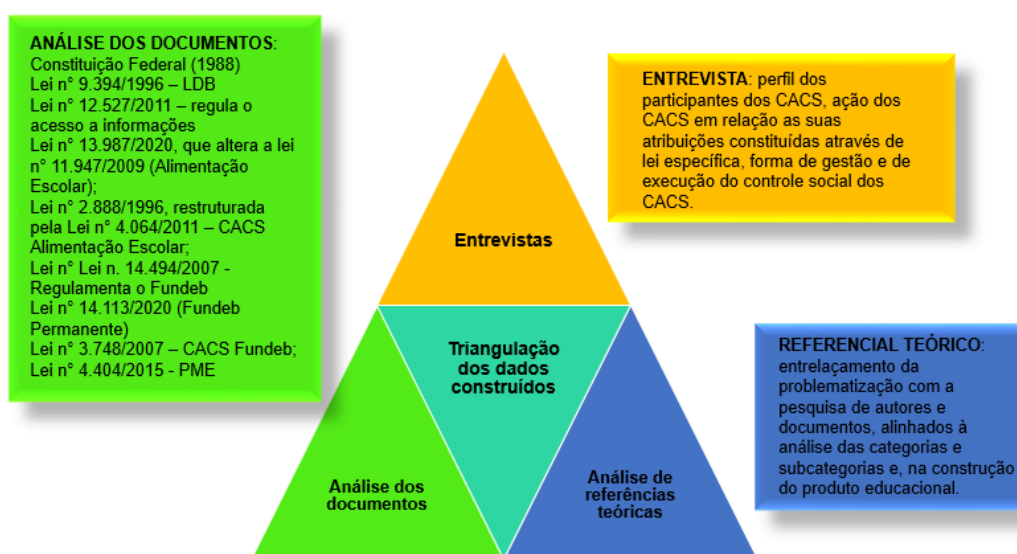 ANÁLISE DOS DOCUMENTOS:
Constituição Federal (1988)
Lei n° 9.394/1996 – LDB
Lei n° 12.527/2011 – regula o
acesso a informações
Lei n° 13.987/2020, que altera a lei
n° 11.947/2009 (Alimentação
Escolar);
Lei n° 2.888/1996, restruturada
pela Lei n° 4.064/2011 – CACS
Alimentação Escolar;
Lei n° Lei n. 14.494/2007 -
Regulamenta o Fundeb
Lei n° 14.113/2020 (Fundeb
Permanente)
Lei n° 3.748/2007 – CACS Fundeb;
Lei n° 4.404/2015 - PME
ENTREVISTA: perfil dos
participantes dos CACS, ação dos
CACS em relação as suas
atribuições constituídas através de
lei específica, forma de gestão e de
execução do controle social dos
CACS.
Entrevistas
Triangulação
dos dados
construídos
REFERENCIAL TEÓRICO:
entrelaçamento da
problematização com a
pesquisa de autores e
documentos, alinhados à
análise das categorias e
subcategorias e, na construção
do produto educacional.
Análise dos
documentos
Análise de
referências
teóricas